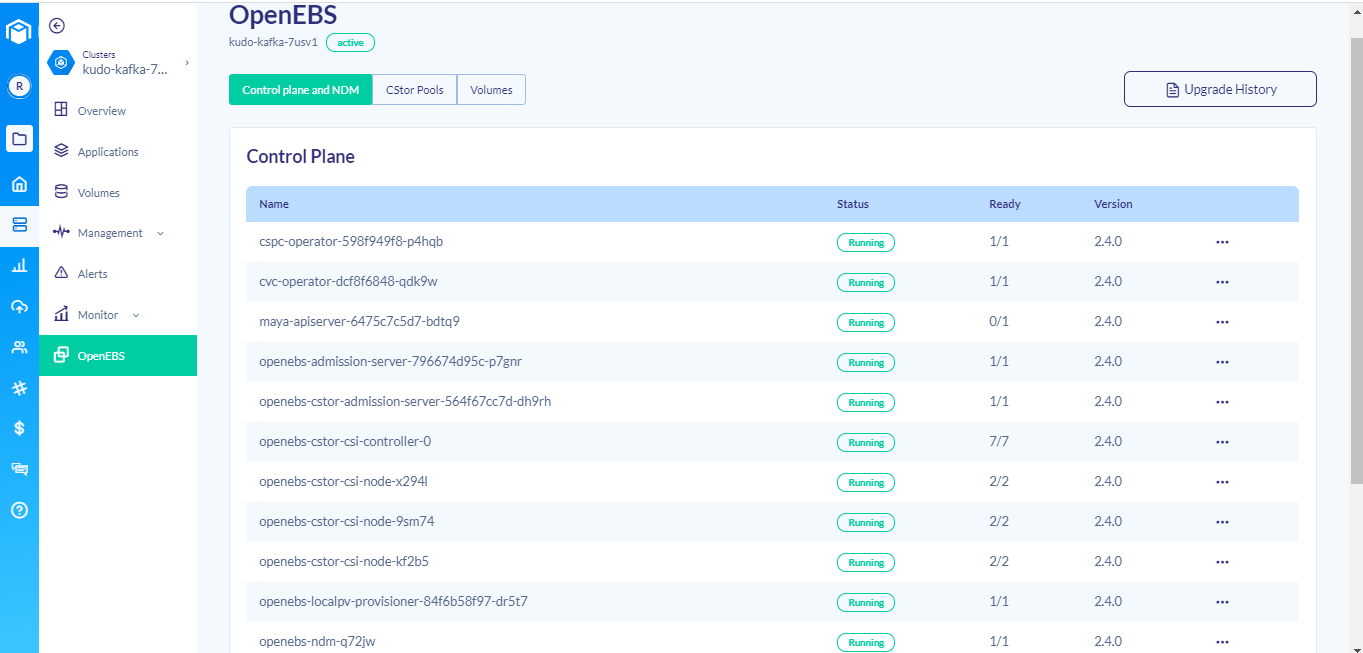 OpenEBS
kudo-kafka-7usv1 active
Clusters
kudo-kafka-7...
R
Overview
Applications
Volumes
Management
Alerts
Monitor
OpenEBS
Control plane and NDM CStor Pools Volumes
Upgrade History
Control Plane
Name Status Ready Version
cspc-operator-598f949f8-p4hqb Running 1/1 2.4.0
cvc-operator-dcf8f6848-qdk9w Running 1/1 2.4.0
maya-apiserver-6475c7c5d7-bdtq9 Running 0/1 2.4.0
openebs-admission-server-796674d95c-p7gnr Running 1/1 2.4.0
openebs-cstor-admission-server-564f67cc7d-dh9rh Running 1/1 2.4.0
openebs-cstor-csi-controller-0 Running 7/7 2.4.0
openebs-cstor-csi-node-x294l Running 2/2 2.4.0
openebs-cstor-csi-node-9sm74 Running 2/2 2.4.0
openebs-cstor-csi-node-kf2b5 Running 2/2 2.4.0
openebs-localpv-provisioner-84f6b58f97-dr5t7 Running 1/1 2.4.0
openebs-ndm-q72jw Running 1/1 2.4.0